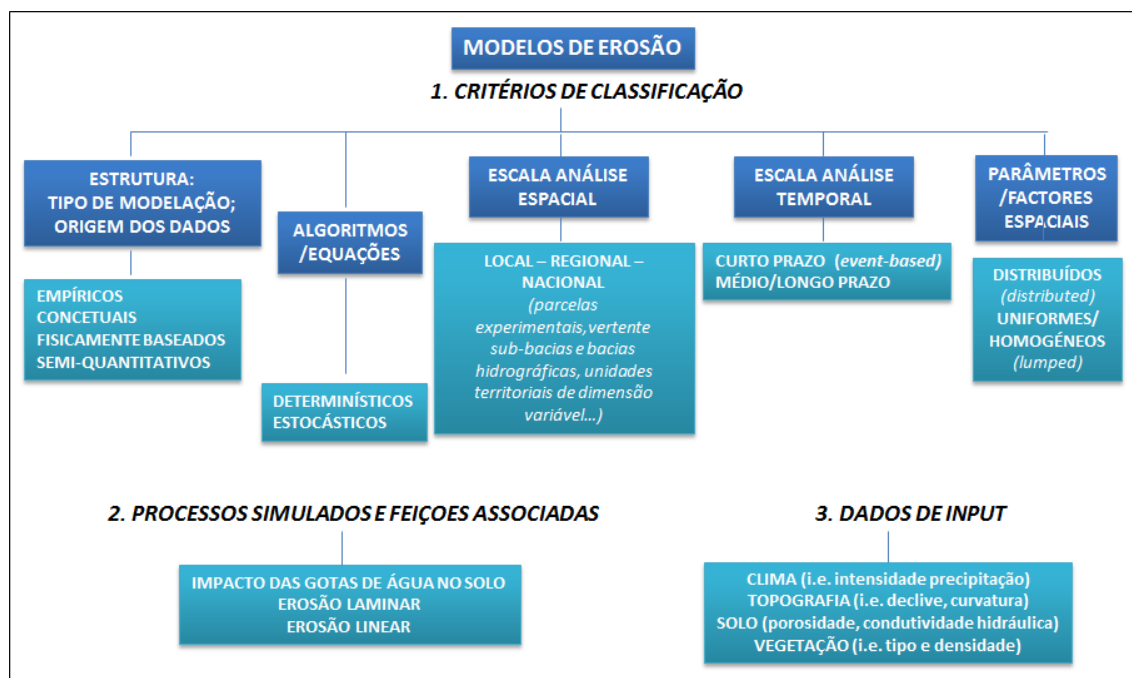 MODELOS DE EROSÃO
1. CRITÉRIOS DE CLASSIFICAÇÃO
ESTRUTURA:
TIPO DE MODELAÇÃO;
ORIGEM DOS DADOS
EMPÍRICOS
CONCETUAIS
FISICAMENTE BASEADOS
SEMI-QUANTITATIVOS
ALGORITMOS
/EQUAÇÕES
DETERMINÍSTICOS
ESTOCÁSTICOS
ESCALA ANÁLISE
ESPACIAL
LOCAL – REGIONAL –
NACIONAL
(parcelas
experimentais, vertente
sub-bacias e bacias
hidrográficas, unidades
territoriais de dimensão
variável...)
ESCALA ANÁLISE
TEMPORAL
CURTO PRAZO (event-based)
MÉDIO/LONGO PRAZO
PARÂMETROS
/FACTORES
ESPACIAIS
DISTRIBUÍDOS
(distributed)
UNIFORMES/
HOMOGÉNEOS
(lumped)
2. PROCESSOS SIMULADOS E FEIÇOES ASSOCIADAS
IMPACTO DAS GOTAS DE ÁGUA NO SOLO
EROSÃO LAMINAR
EROSÃO LINEAR
3. DADOS DE INPUT
CLIMA (i.e. intensidade precipitação)
TOPOGRAFIA (i.e. declive, curvatura)
SOLO (porosidade, condutividade hidráulica)
VEGETAÇÃO (i.e. tipo e densidade)